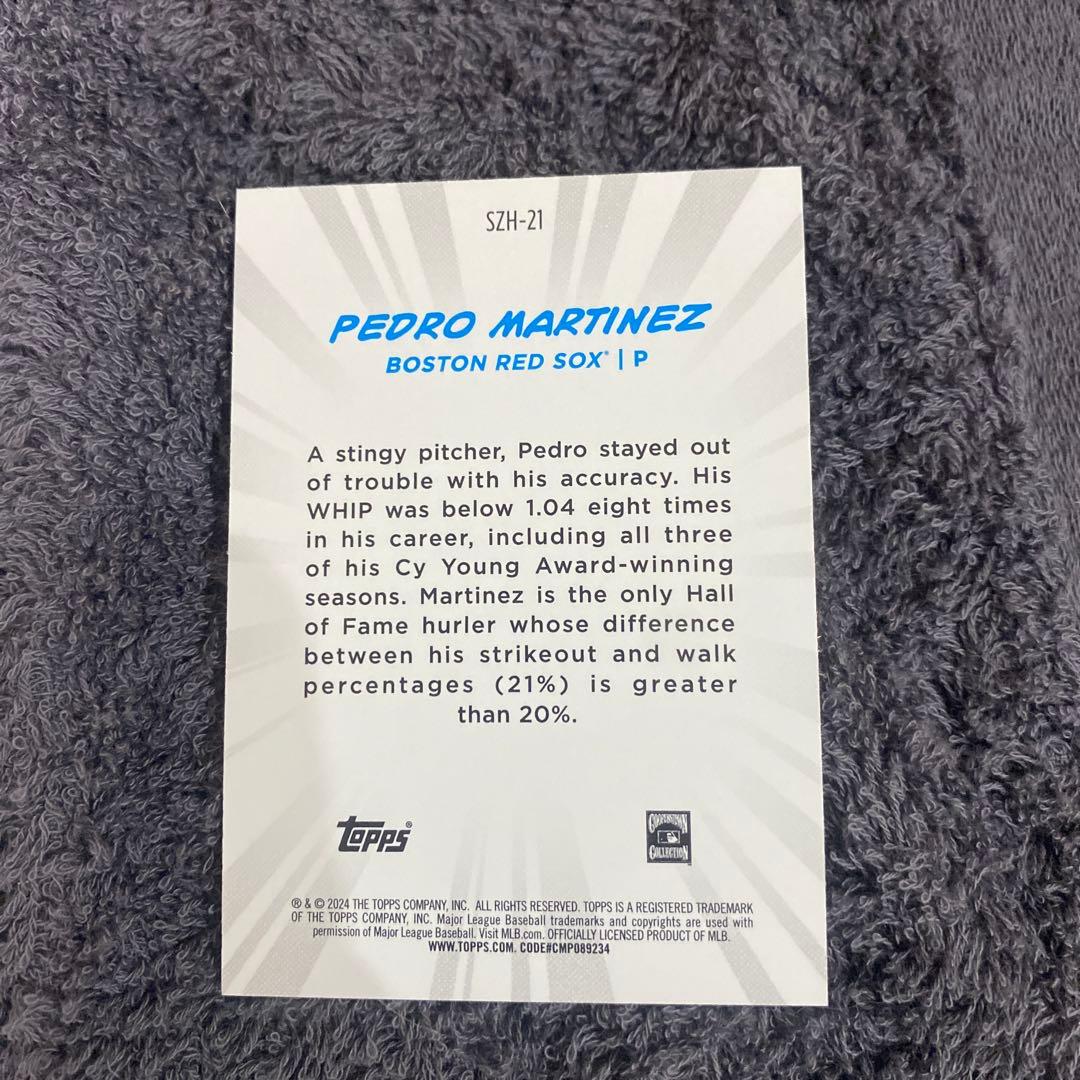 SZH-21
PEDRO MARTINEZ
BOSTON RED SOX® | P
A stingy pitcher, Pedro stayed out
of trouble with his accuracy. His
WHIP was below 1.04 eight times
in his career, including all three
of his Cy Young Award-winning
seasons. Martinez is the only Hall
of Fame hurler whose difference
between his strikeout and walk
percentages (21%) is greater
than 20%.
topps®
COOPERSTOWN
COLLECTION
® & © 2024 THE TOPPS COMPANY, INC. ALL RIGHTS RESERVED. TOPPS IS A REGISTERED TRADEMARK
OF THE TOPPS COMPANY, INC. Major League Baseball trademarks and copyrights are used with
permission of Major League Baseball. Visit MLB.com. OFFICIALLY LICENSED PRODUCT OF MLB.
WWW.TOPPS.COM. CODE#CMP089234